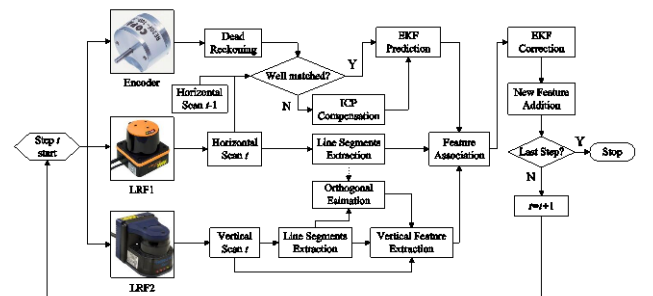 Step t
start
Encoder
Dead
Reckoning
Horizontal
Scan t-1
Well matched?
Y
N
ICP
Compensation
EKF
Prediction
LRF1
Horizontal
Scan t
Line Segments
Extraction
Feature
Association
Orthogonal
Esimation
LRF2
Vertical
Scan t
Line Segments
Extraction
Vertical Feature
Extraction
EKF
Correction
New Feature
Addition
Last Step?
Y
Stop
N
t=t+1